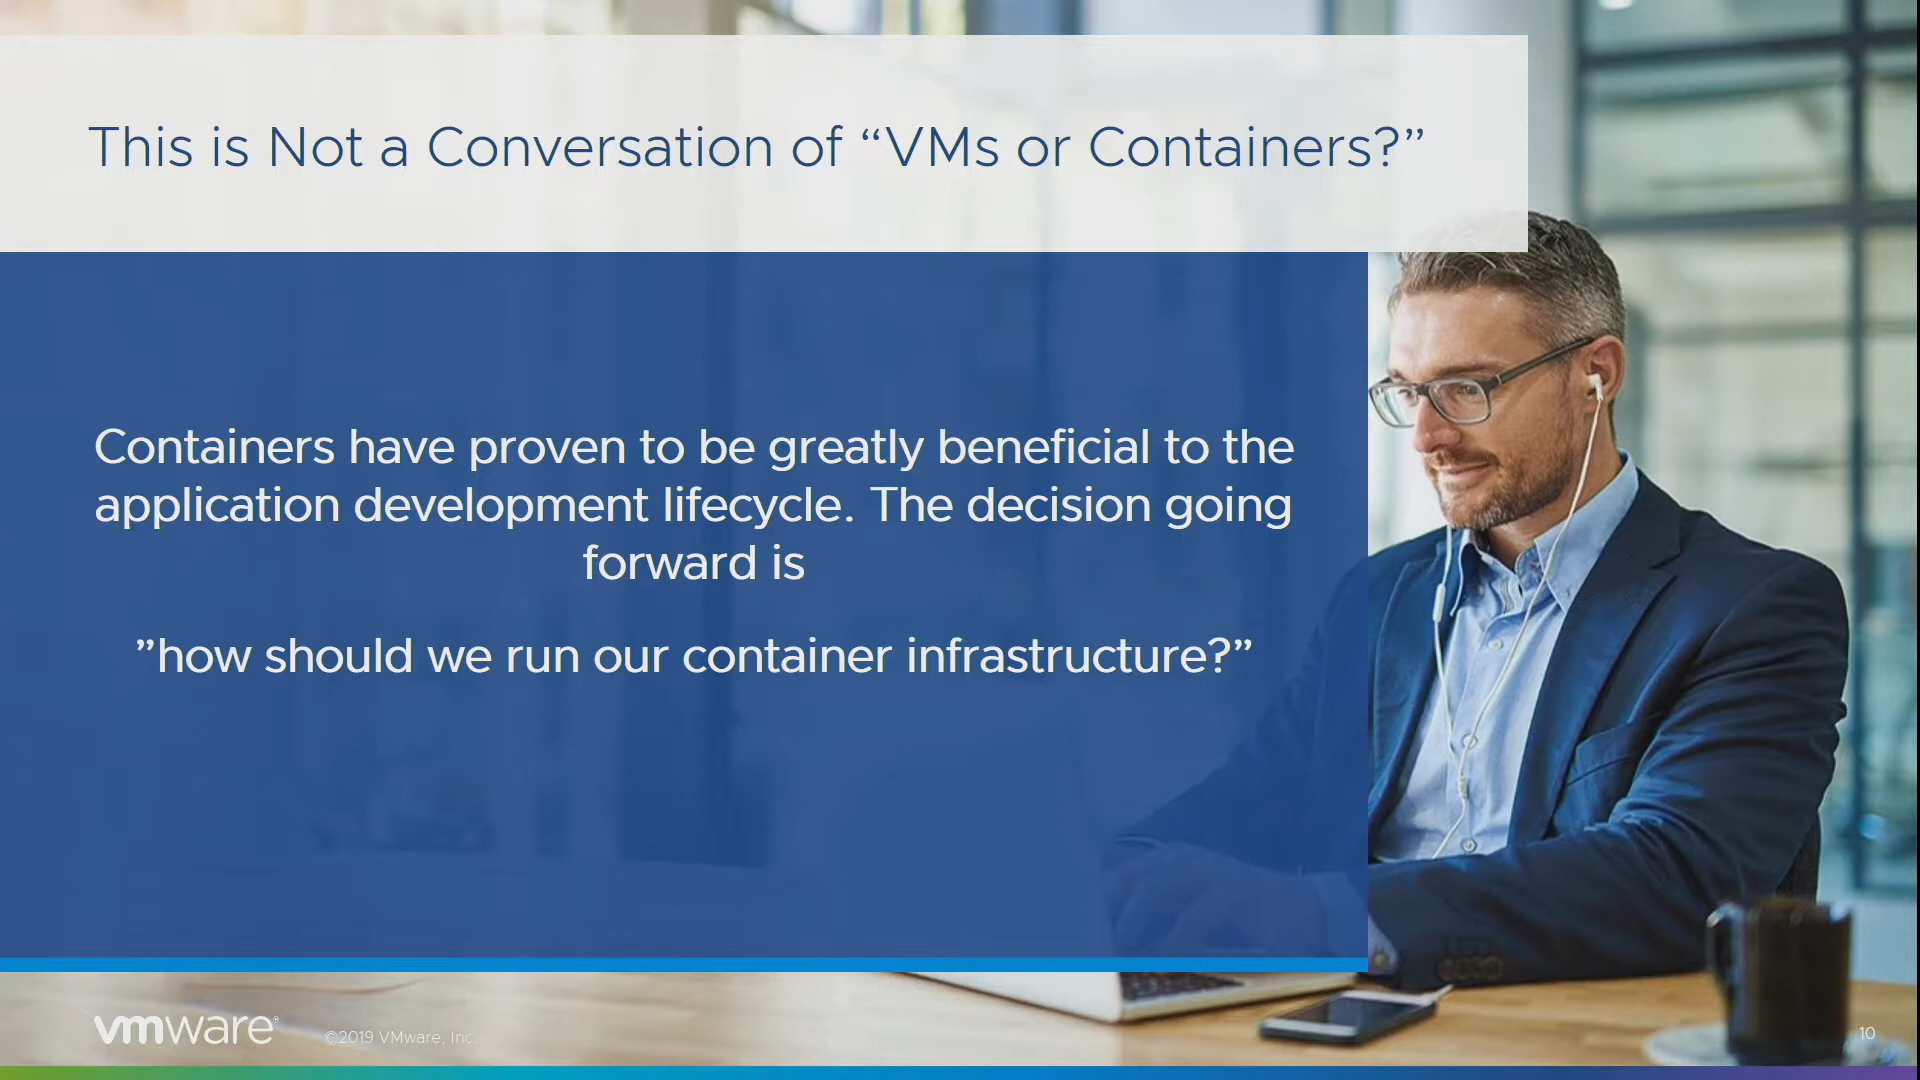 This is Not a Conversation of “VMs or Containers?”
Containers have proven to be greatly beneficial to the
application development lifecycle. The decision going
forward is
”how should we run our container infrastructure?”
vmware®
©2019 VMware, Inc.
10